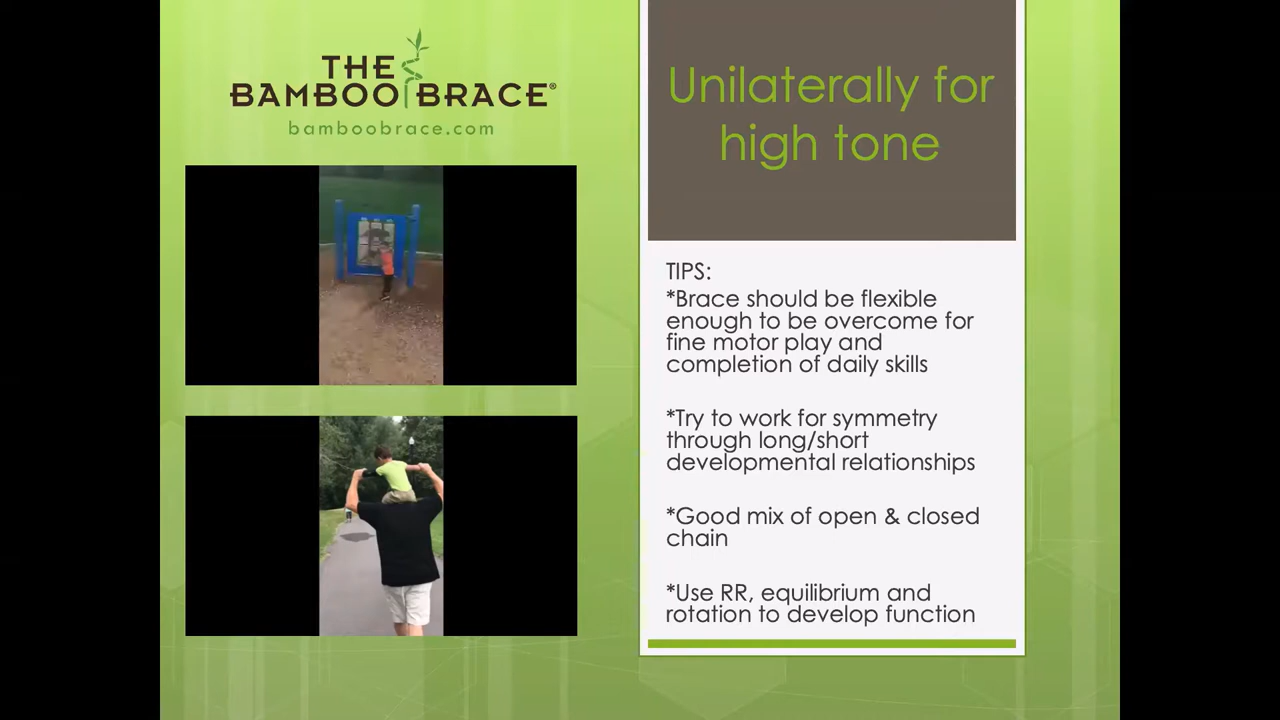 THE
BAMBOO BRACE®
bamboobrace.com
Unilaterally for
high tone
TIPS:
*Brace should be flexible
enough to be overcome for
fine motor play and
completion of daily skills
*Try to work for symmetry
through long/short
developmental relationships
*Good mix of open & closed
chain
*Use RR, equilibrium and
rotation to develop function